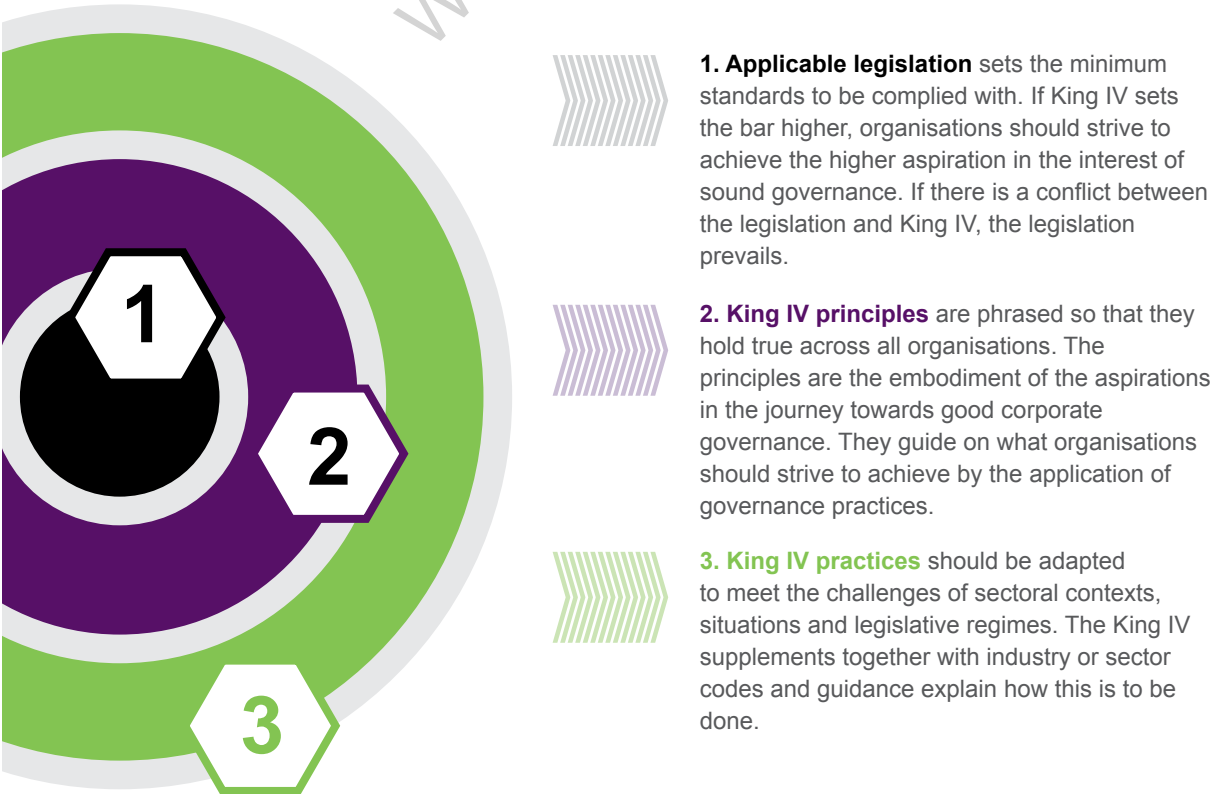 1. Applicable legislation sets the minimum
standards to be complied with. If King IV sets
the bar higher, organisations should strive to
achieve the higher aspiration in the interest of
sound governance. If there is a conflict between
the legislation and King IV, the legislation
prevails.
1
2. King IV principles are phrased so that they
hold true across all organisations. The
principles are the embodiment of the aspirations
in the journey towards good corporate
governance. They guide on what organisations
should strive to achieve by the application of
governance practices.
2
3. King IV practices should be adapted
to meet the challenges of sectoral contexts,
situations and legislative regimes. The King IV
supplements together with industry or sector
codes and guidance explain how this is to be
done.
3